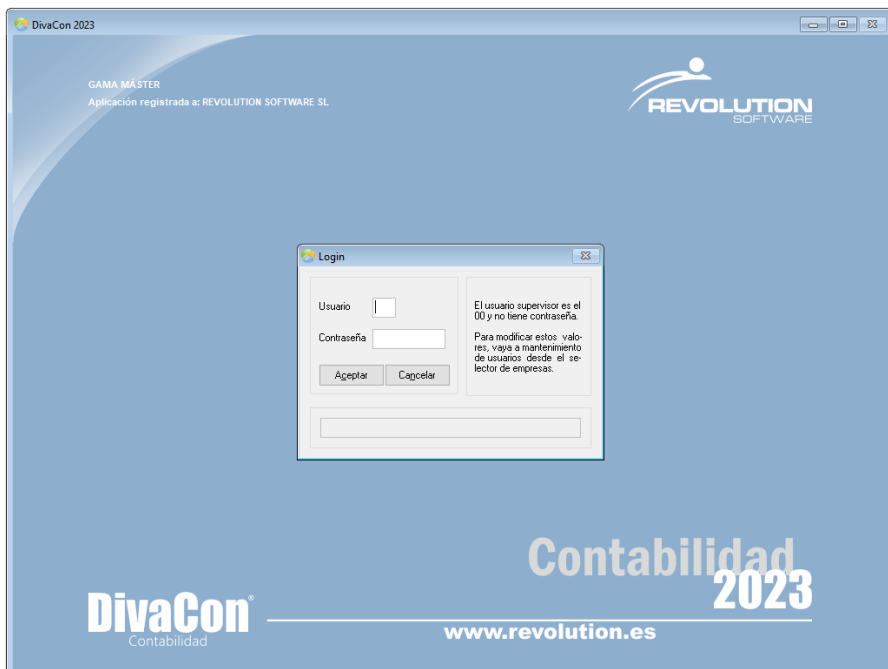 DivaCon 2023
GAMA MÁSTER
Aplicación registrada a: REVOLUTION SOFTWARE SL
REVOLUTION
SOFTWARE
Login
Usuario
Contraseña
Aceptar
Cancelar
El usuario supervisor es el
00 y no tiene contraseña.
Para modificar estos valo-
res, vaya a mantenimiento
de usuarios desde el se-
lector de empresas.
Contabilidad
2023
DivaCon®
Contabilidad
www.revolution.es